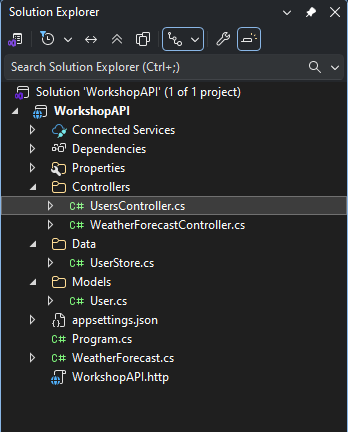 Solution Explorer
Search Solution Explorer (Ctrl+;)
Solution 'WorkshopAPI' (1 of 1 project)
WorkshopAPI
Connected Services
Dependencies
Properties
Controllers
C# UsersController.cs
C# WeatherForecastController.cs
Data
C# UserStore.cs
Models
C# User.cs
appsettings.json
C# Program.cs
C# WeatherForecast.cs
WorkshopAPI.http